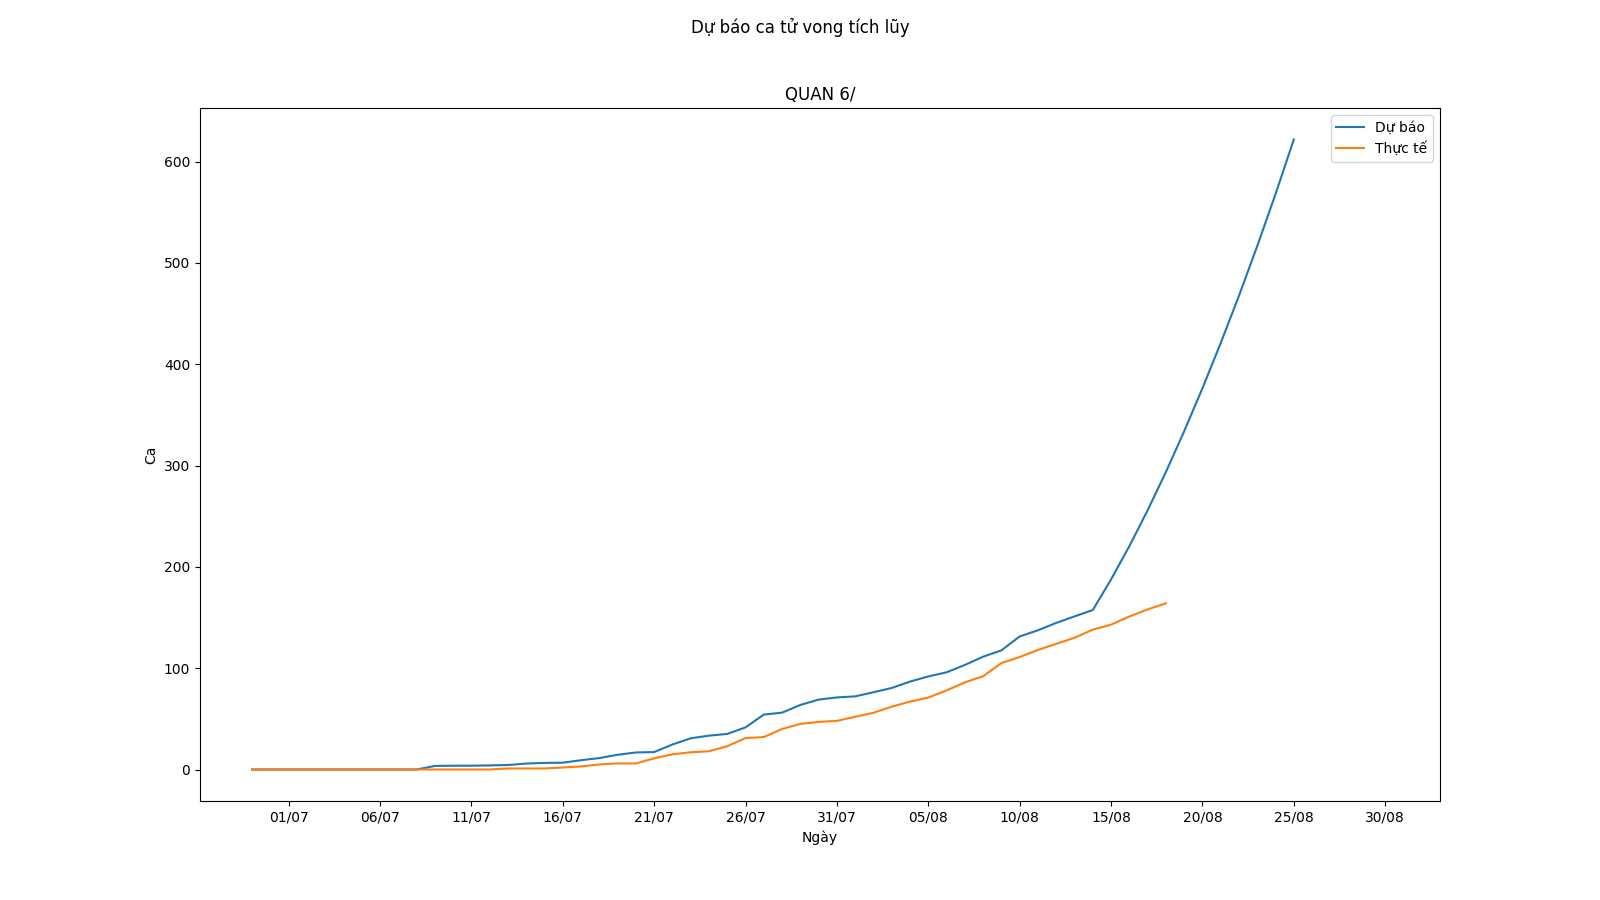 Dự báo ca tử vong tích lũy
QUAN 6/
Dự báo
Thực tế
600
500
400
300
200
100
0
Ca
01/07 06/07 11/07 16/07 21/07 26/07 31/07 05/08 10/08 15/08 20/08 25/08 30/08
Ngày